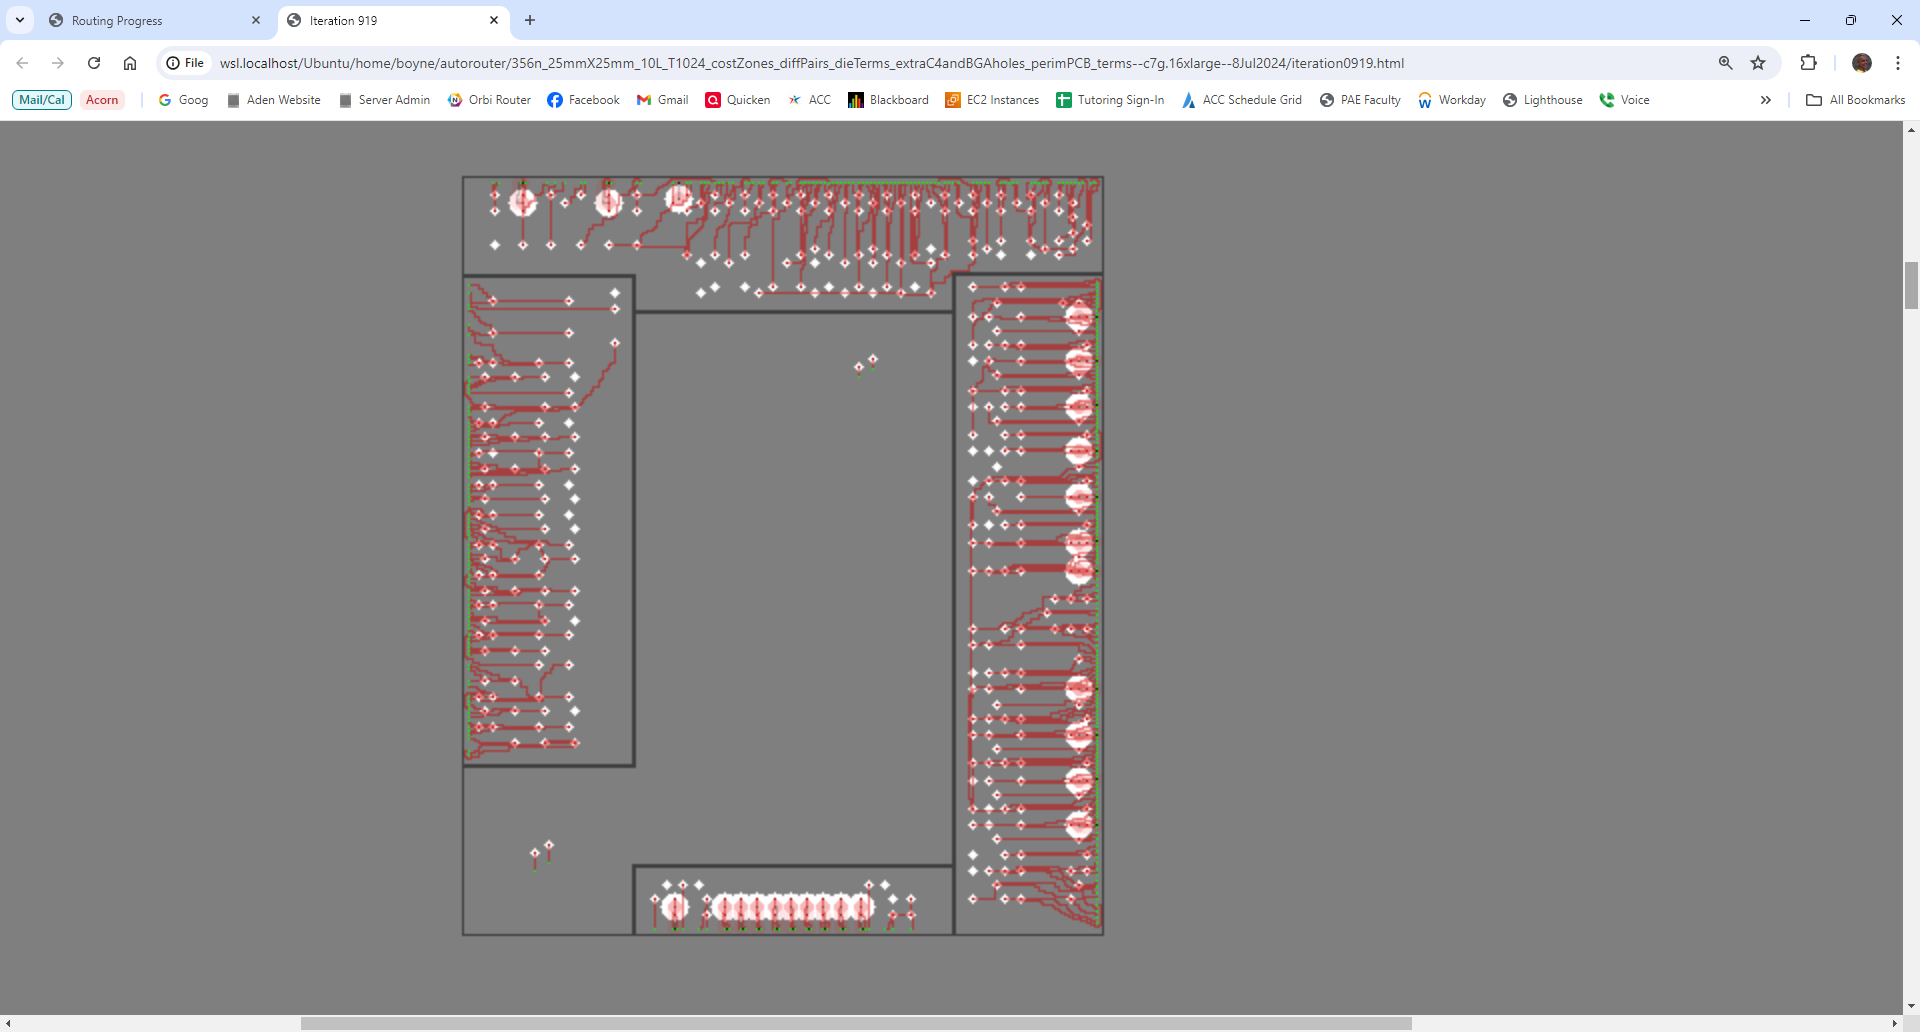 Routing Progress
Iteration 919
File
wsl.localhost/Ubuntu/home/boyne/autorouter/356n_25mmX25mm_10L_T1024_costZones_diffPairs_dieTerms_extraC4andBGAholes_perimPCB_terms--c7g.16xlarge--8Jul2024/iteration0919.html
Mail/Cal Acorn Goog Aden Website Server Admin Orbi Router Facebook Gmail Quicken ACC Blackboard EC2 Instances Tutoring Sign-In ACC Schedule Grid PAE Faculty Workday Lighthouse Voice All Bookmarks